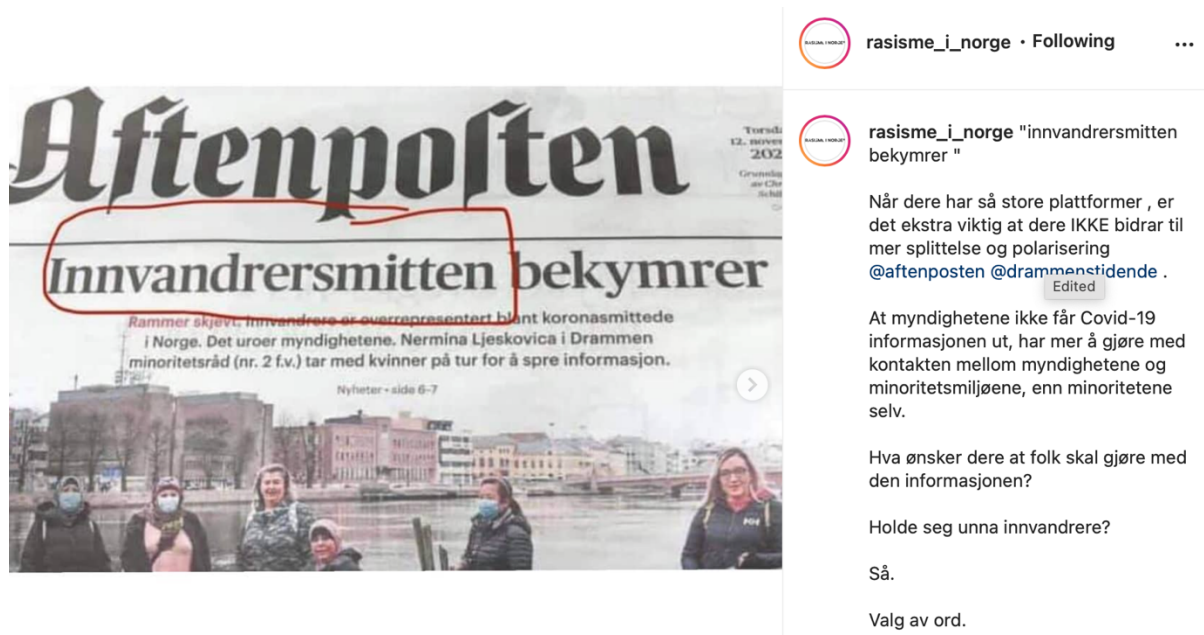 Aftenposten
Torsda
12. nove
202
Innvandrersmitten bekymrer
Rammer skjevt. Innvandrere er overrepresentert blant koronasmittede
i Norge. Det uroer myndighetene. Nermina Ljeskovica i Drammen
minoritetsråd (nr. 2 f.v.) tar med kvinner på tur for å spre informasjon.
Nyheter • side 6-7
rasisme_i_norge • Following
rasisme_i_norge "innvandrersmitten
bekymrer "
Når dere har så store plattformer , er
det ekstra viktig at dere IKKE bidrar til
mer splittelse og polarisering
@aftenposten @drammenstidende .
Edited
At myndighetene ikke får Covid-19
informasjonen ut, har mer å gjøre med
kontakten mellom myndighetene og
minoritetsmiljøene, enn minoritetene
selv.
Hva ønsker dere at folk skal gjøre med
den informasjonen?
Holde seg unna innvandrere?
Så.
Valg av ord.